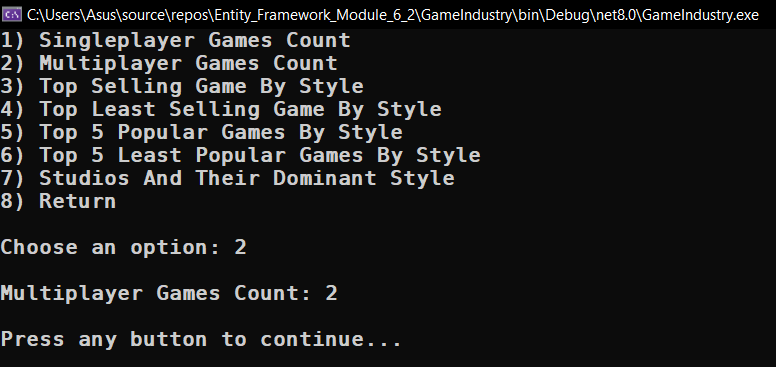 C:\Users\Asus\source\repos\Entity_Framework_Module_6_2\GameIndustry\bin\Debug\net8.0\GameIndustry.exe
1) Singleplayer Games Count
2) Multiplayer Games Count
3) Top Selling Game By Style
4) Top Least Selling Game By Style
5) Top 5 Popular Games By Style
6) Top 5 Least Popular Games By Style
7) Studios And Their Dominant Style
8) Return
Choose an option: 2
Multiplayer Games Count: 2
Press any button to continue...